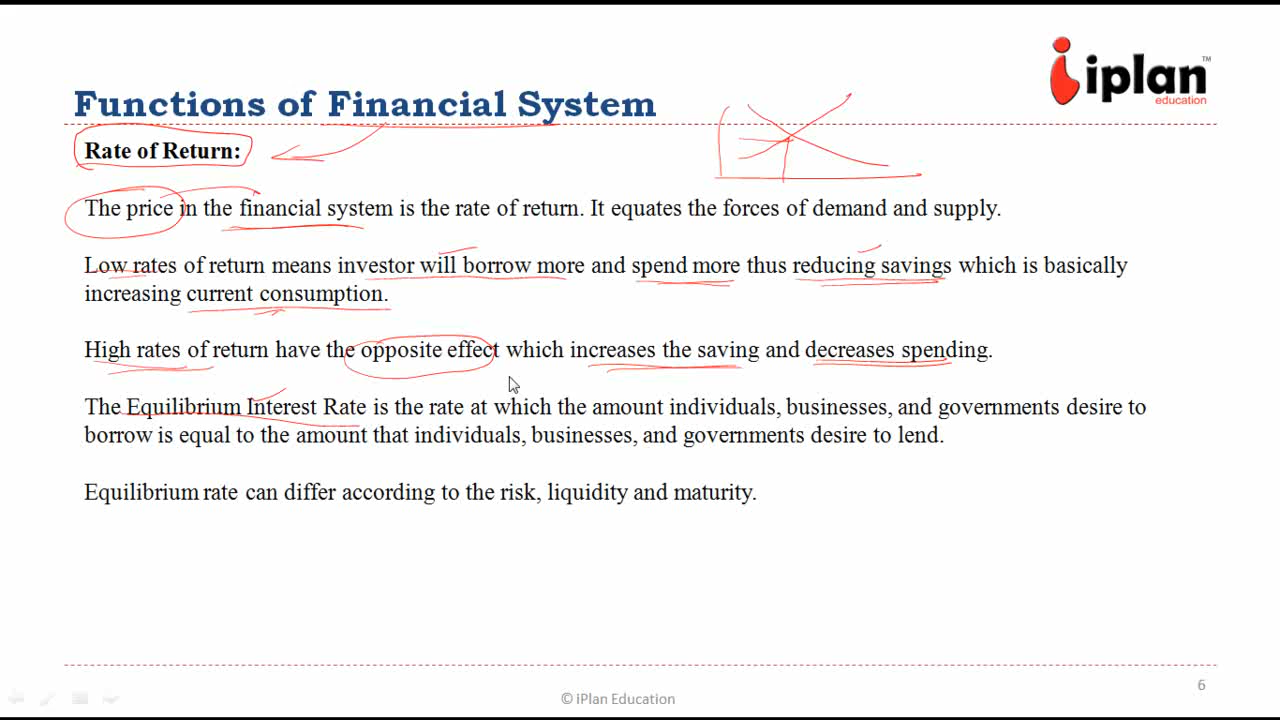 Functions of Financial System
iplan™
education
Rate of Return:
The price in the financial system is the rate of return. It equates the forces of demand and supply.
Low rates of return means investor will borrow more and spend more thus reducing savings which is basically
increasing current consumption.
High rates of return have the opposite effect which increases the saving and decreases spending.
The Equilibrium Interest Rate is the rate at which the amount individuals, businesses, and governments desire to
borrow is equal to the amount that individuals, businesses, and governments desire to lend.
Equilibrium rate can differ according to the risk, liquidity and maturity.
© iPlan Education
6